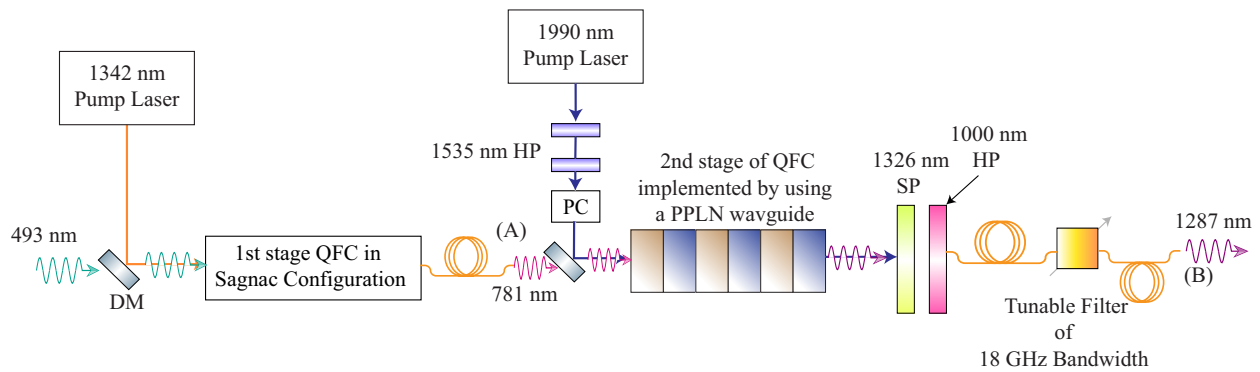 1990 nm
Pump Laser
1342 nm
Pump Laser
1535 nm HP
PC
2nd stage of QFC
implemented by using
a PPLN wavguide
1326 nm
SP
1000 nm
HP
493 nm
DM
1st stage QFC in
Sagnac Configuration
(A)
781 nm
1287 nm
(B)
Tunable Filter
of
18 GHz Bandwidth